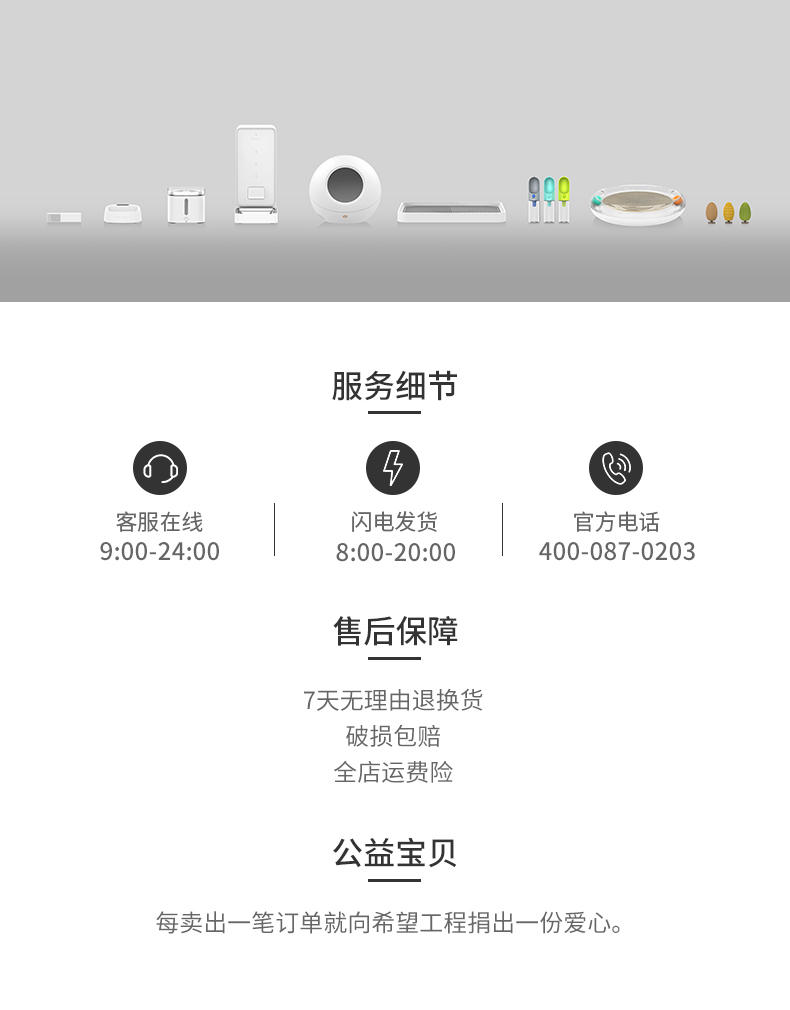 服务细节
客服在线
9:00-24:00
闪电发货
8:00-20:00
官方电话
400-087-0203
售后保障
7天无理由退换货
破损包赔
全店运费险
公益宝贝
每卖出一笔订单就向希望工程捐出一份爱心。